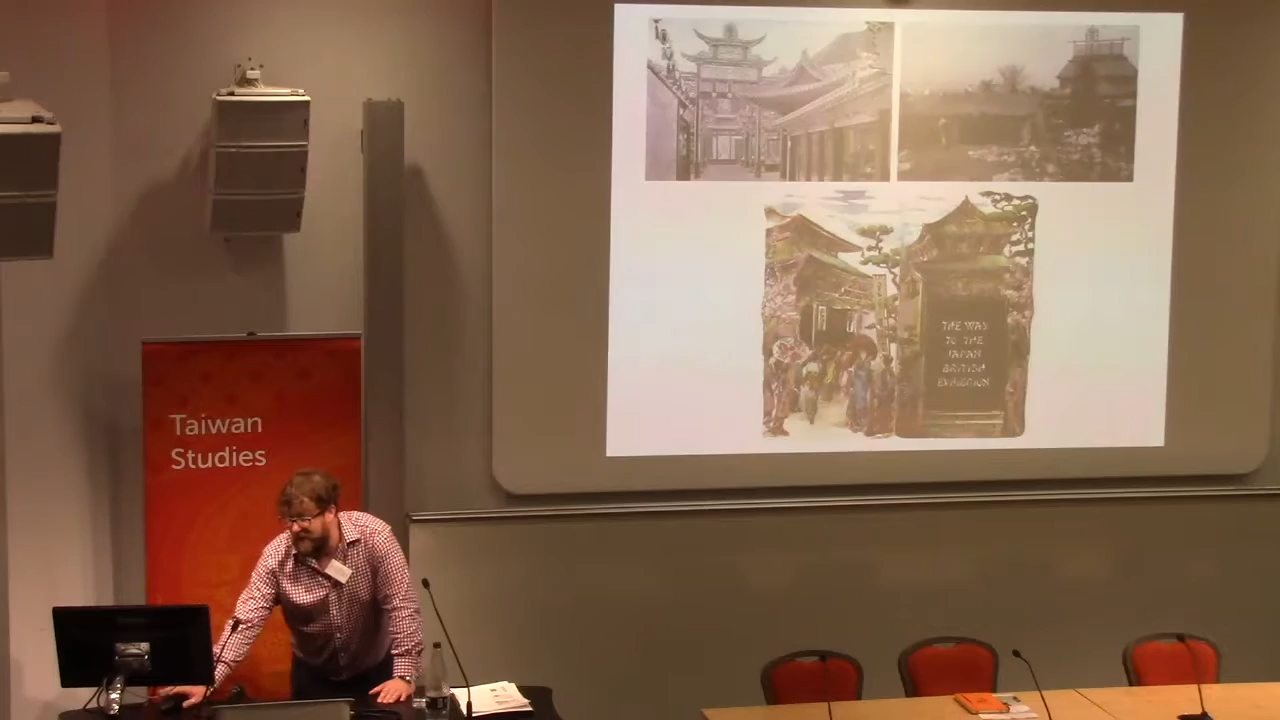 Taiwan
Studies
THE WAY
TO THE
JAPAN
BRITISH
EXHIBITION